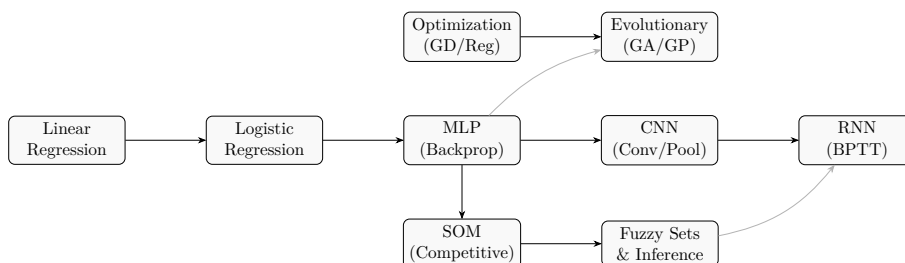 Optimization
(GD/Reg)
Evolutionary
(GA/GP)
Linear
Regression
Logistic
Regression
MLP
(Backprop)
CNN
(Conv/Pool)
RNN
(BPTT)
SOM
(Competitive)
Fuzzy Sets
& Inference